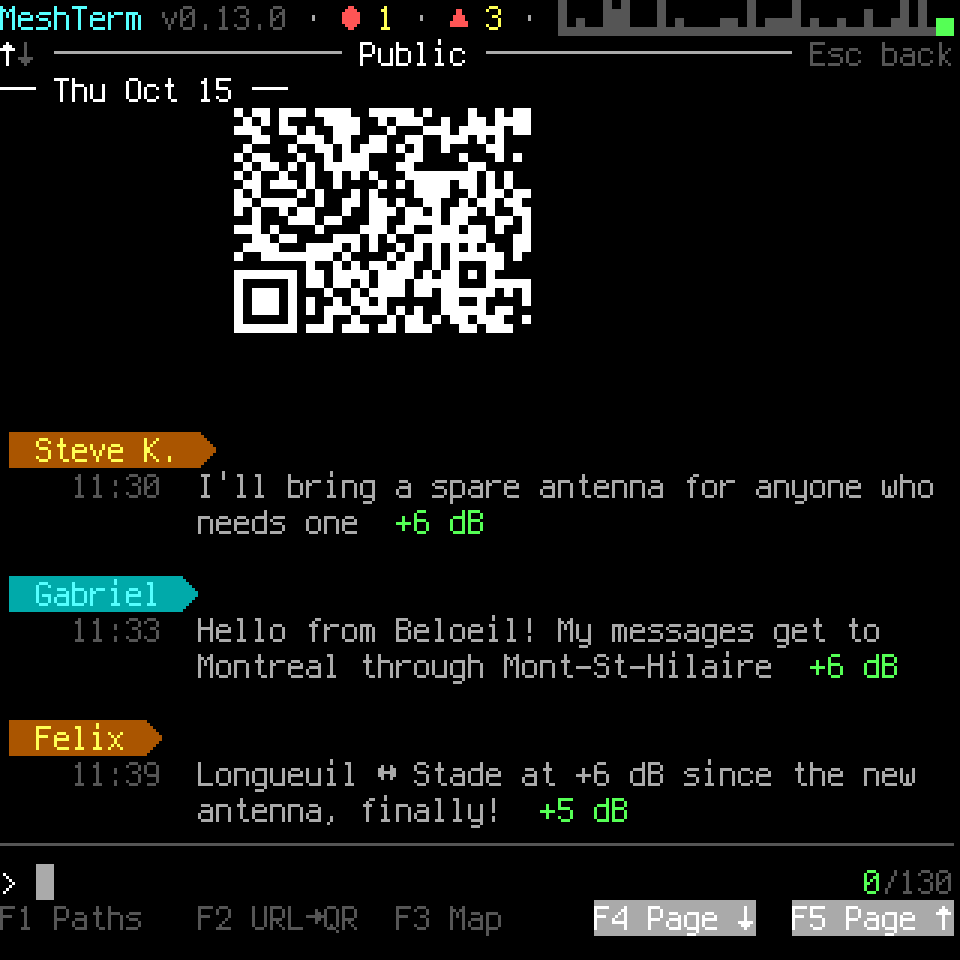 MeshTerm v0.13.0 · 1 · 3 ·
↑↓ Public Esc back
Thu Oct 15
Steve K.
11:30 I'll bring a spare antenna for anyone who
needs one +6 dB
Gabriel
11:33 Hello from Beloeil! My messages get to
Montreal through Mont-St-Hilaire +6 dB
Felix
11:39 Longueuil ↔ Stade at +6 dB since the new
antenna, finally! +5 dB
> 0/130
F1 Paths F2 URL→QR F3 Map F4 Page ↓ F5 Page ↑